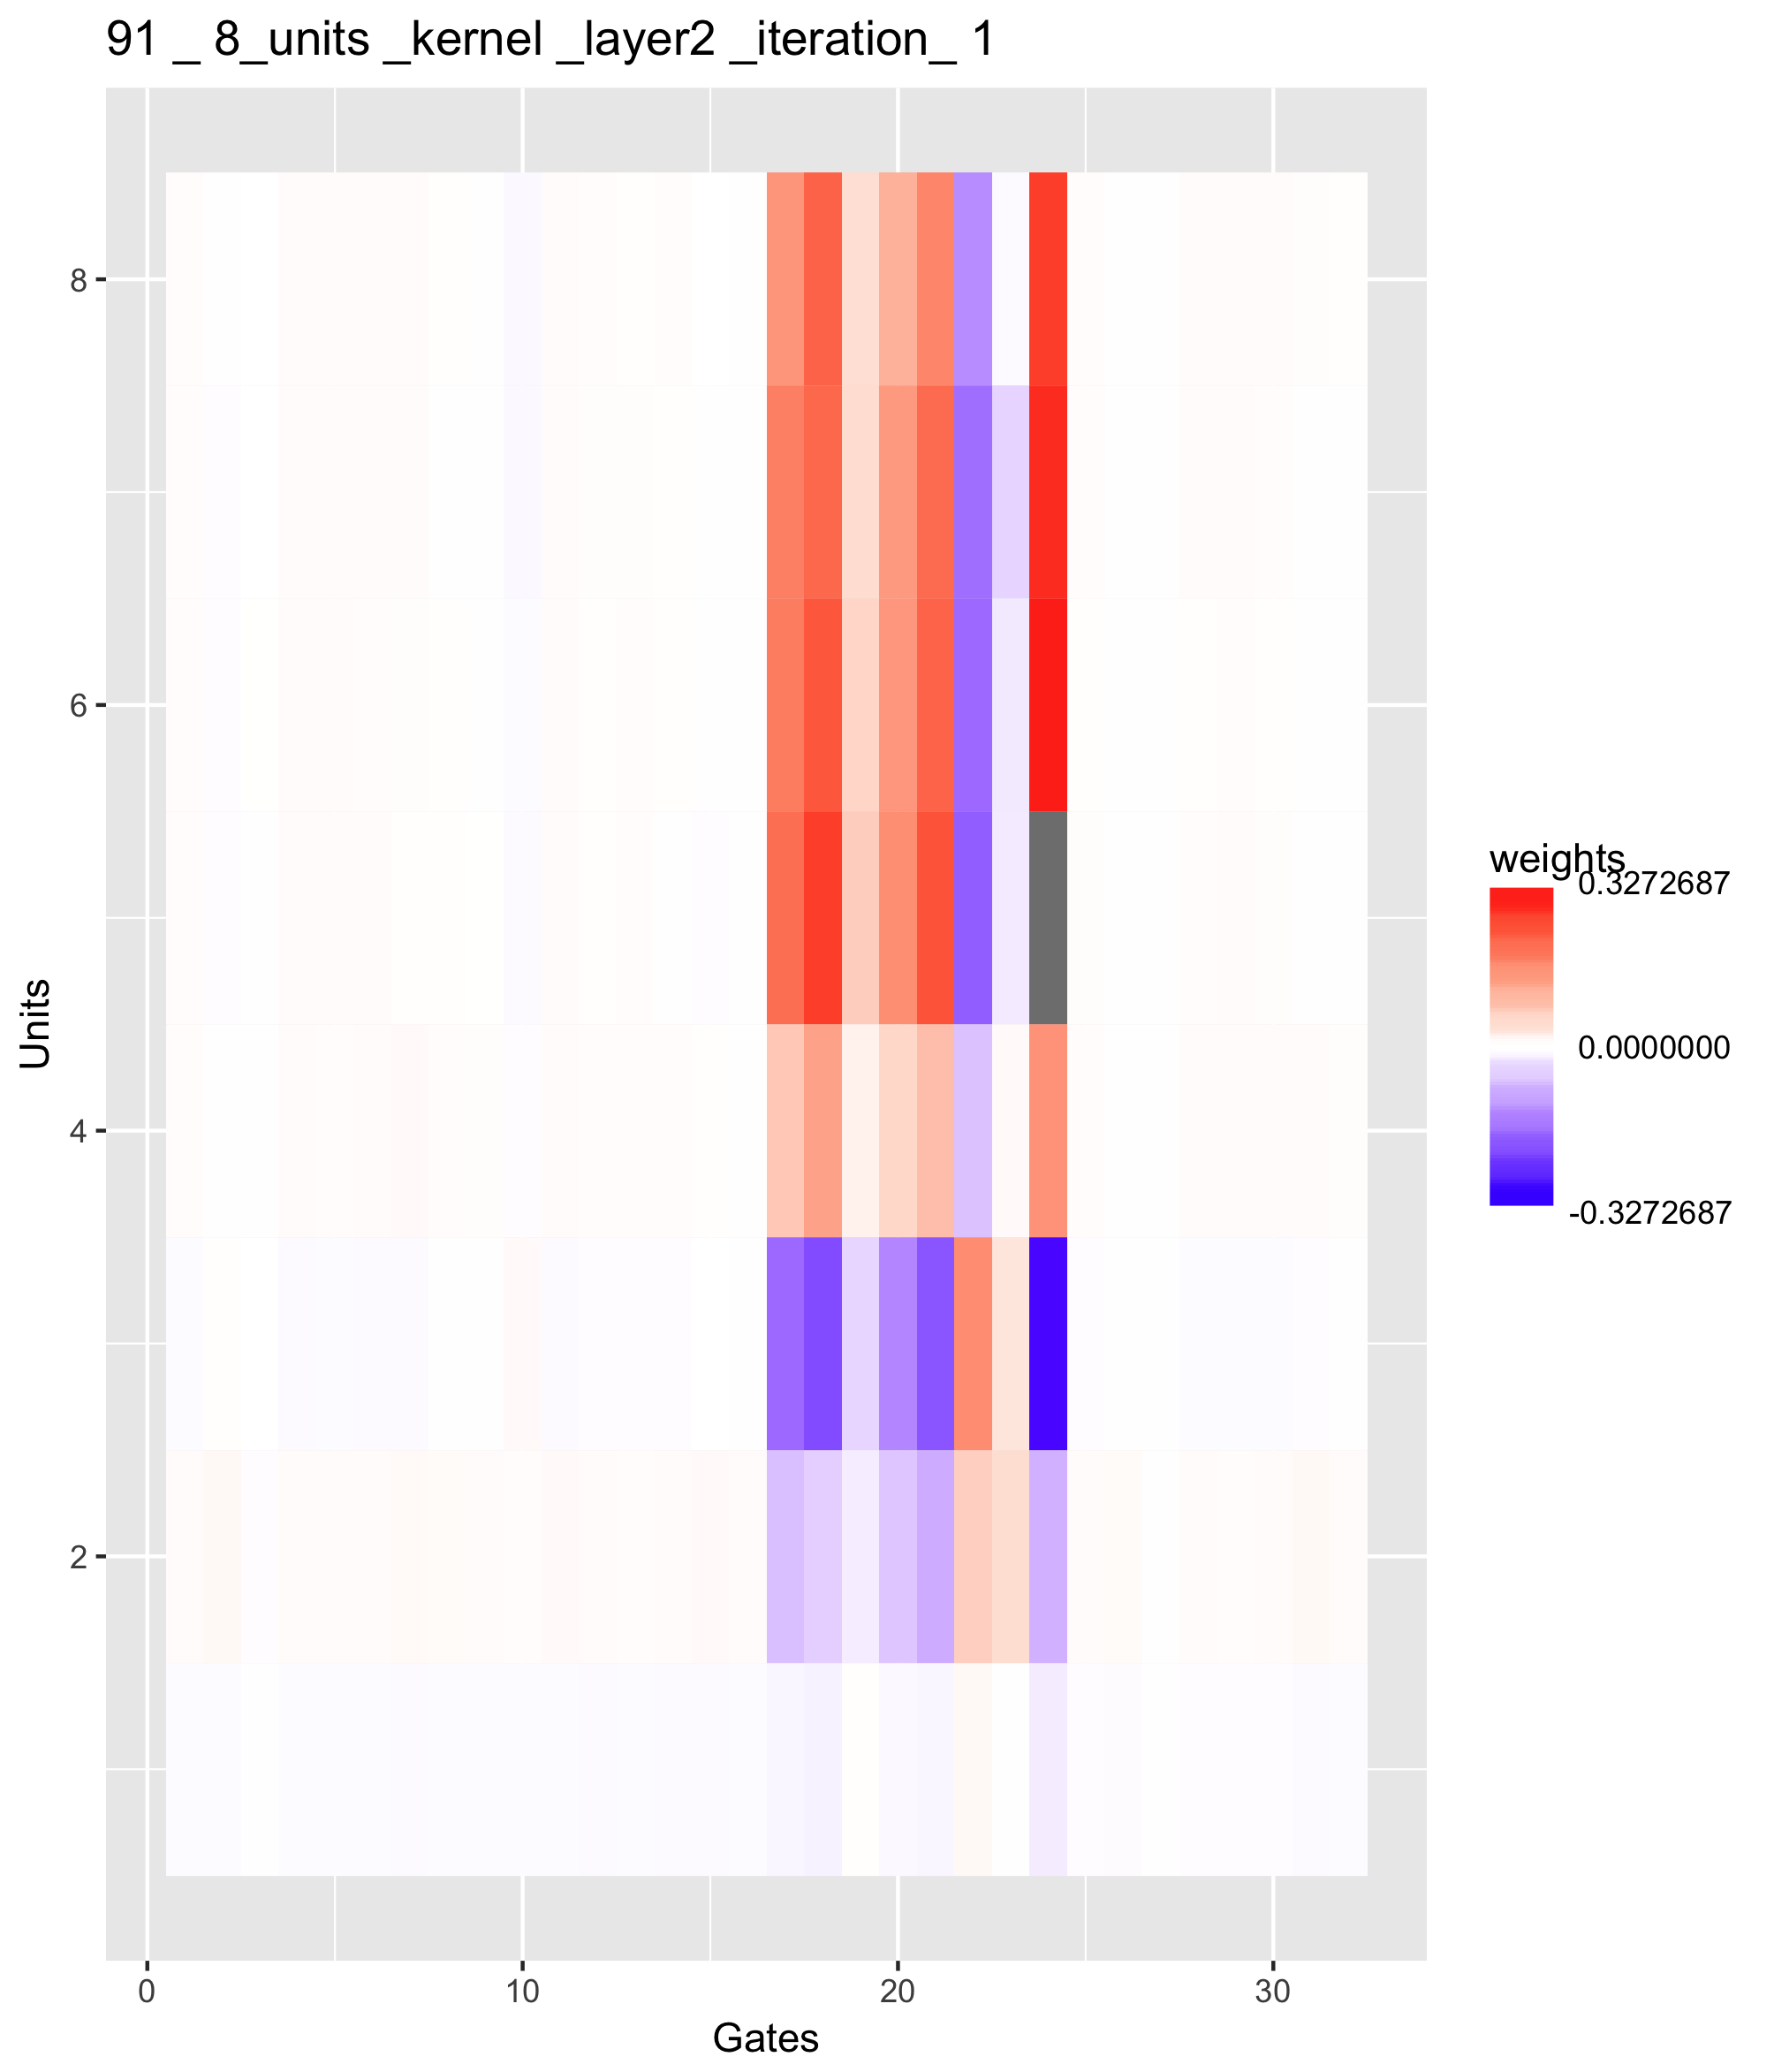 91 _ 8_units _kernel _layer2 _iteration_ 1
8
6
4
2
Units
0
10
20
30
Gates
weights
0.3272687
0.0000000
-0.3272687